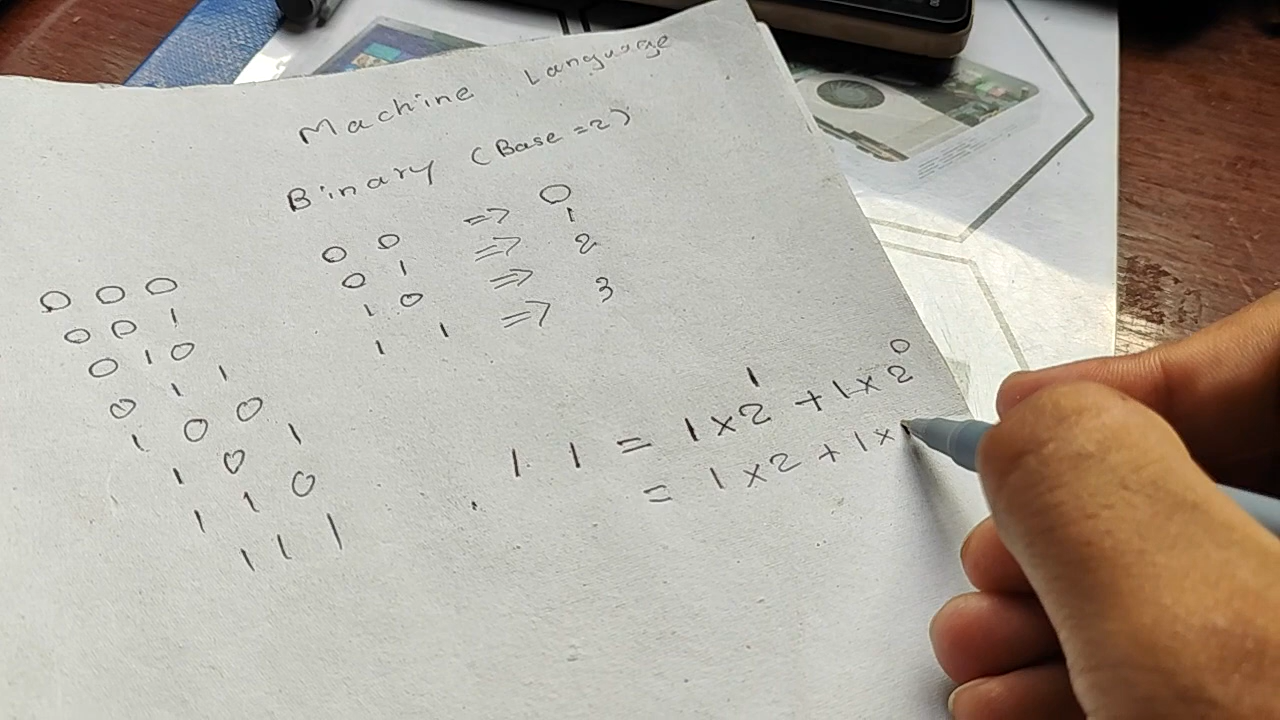 Machine Language
Binary (Base = 2)
0 0 => 0
0 1 => 1
1 0 => 2
1 1 => 3
0 0 0
0 0 1
0 1 0
0 1 1
1 0 0
1 0 1
1 1 0
1 1 1
1 1 = 1 x 2¹ + 1 x 2⁰
= 1 x 2 + 1 x